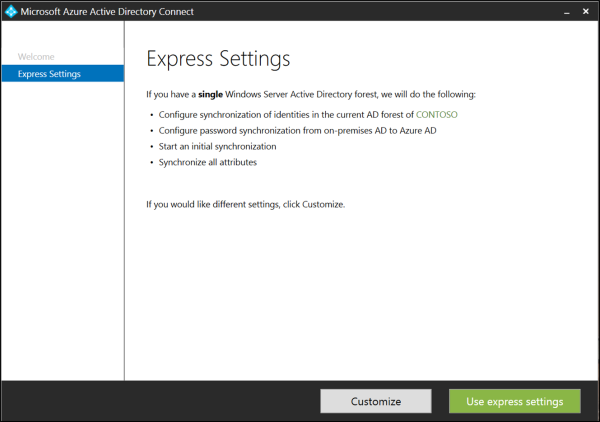 Microsoft Azure Active Directory Connect
Welcome
Express Settings
Express Settings
If you have a single Windows Server Active Directory forest, we will do the following:
• Configure synchronization of identities in the current AD forest of CONTOSO
• Configure password synchronization from on-premises AD to Azure AD
• Start an initial synchronization
• Synchronize all attributes
If you would like different settings, click Customize.
Customize
Use express settings